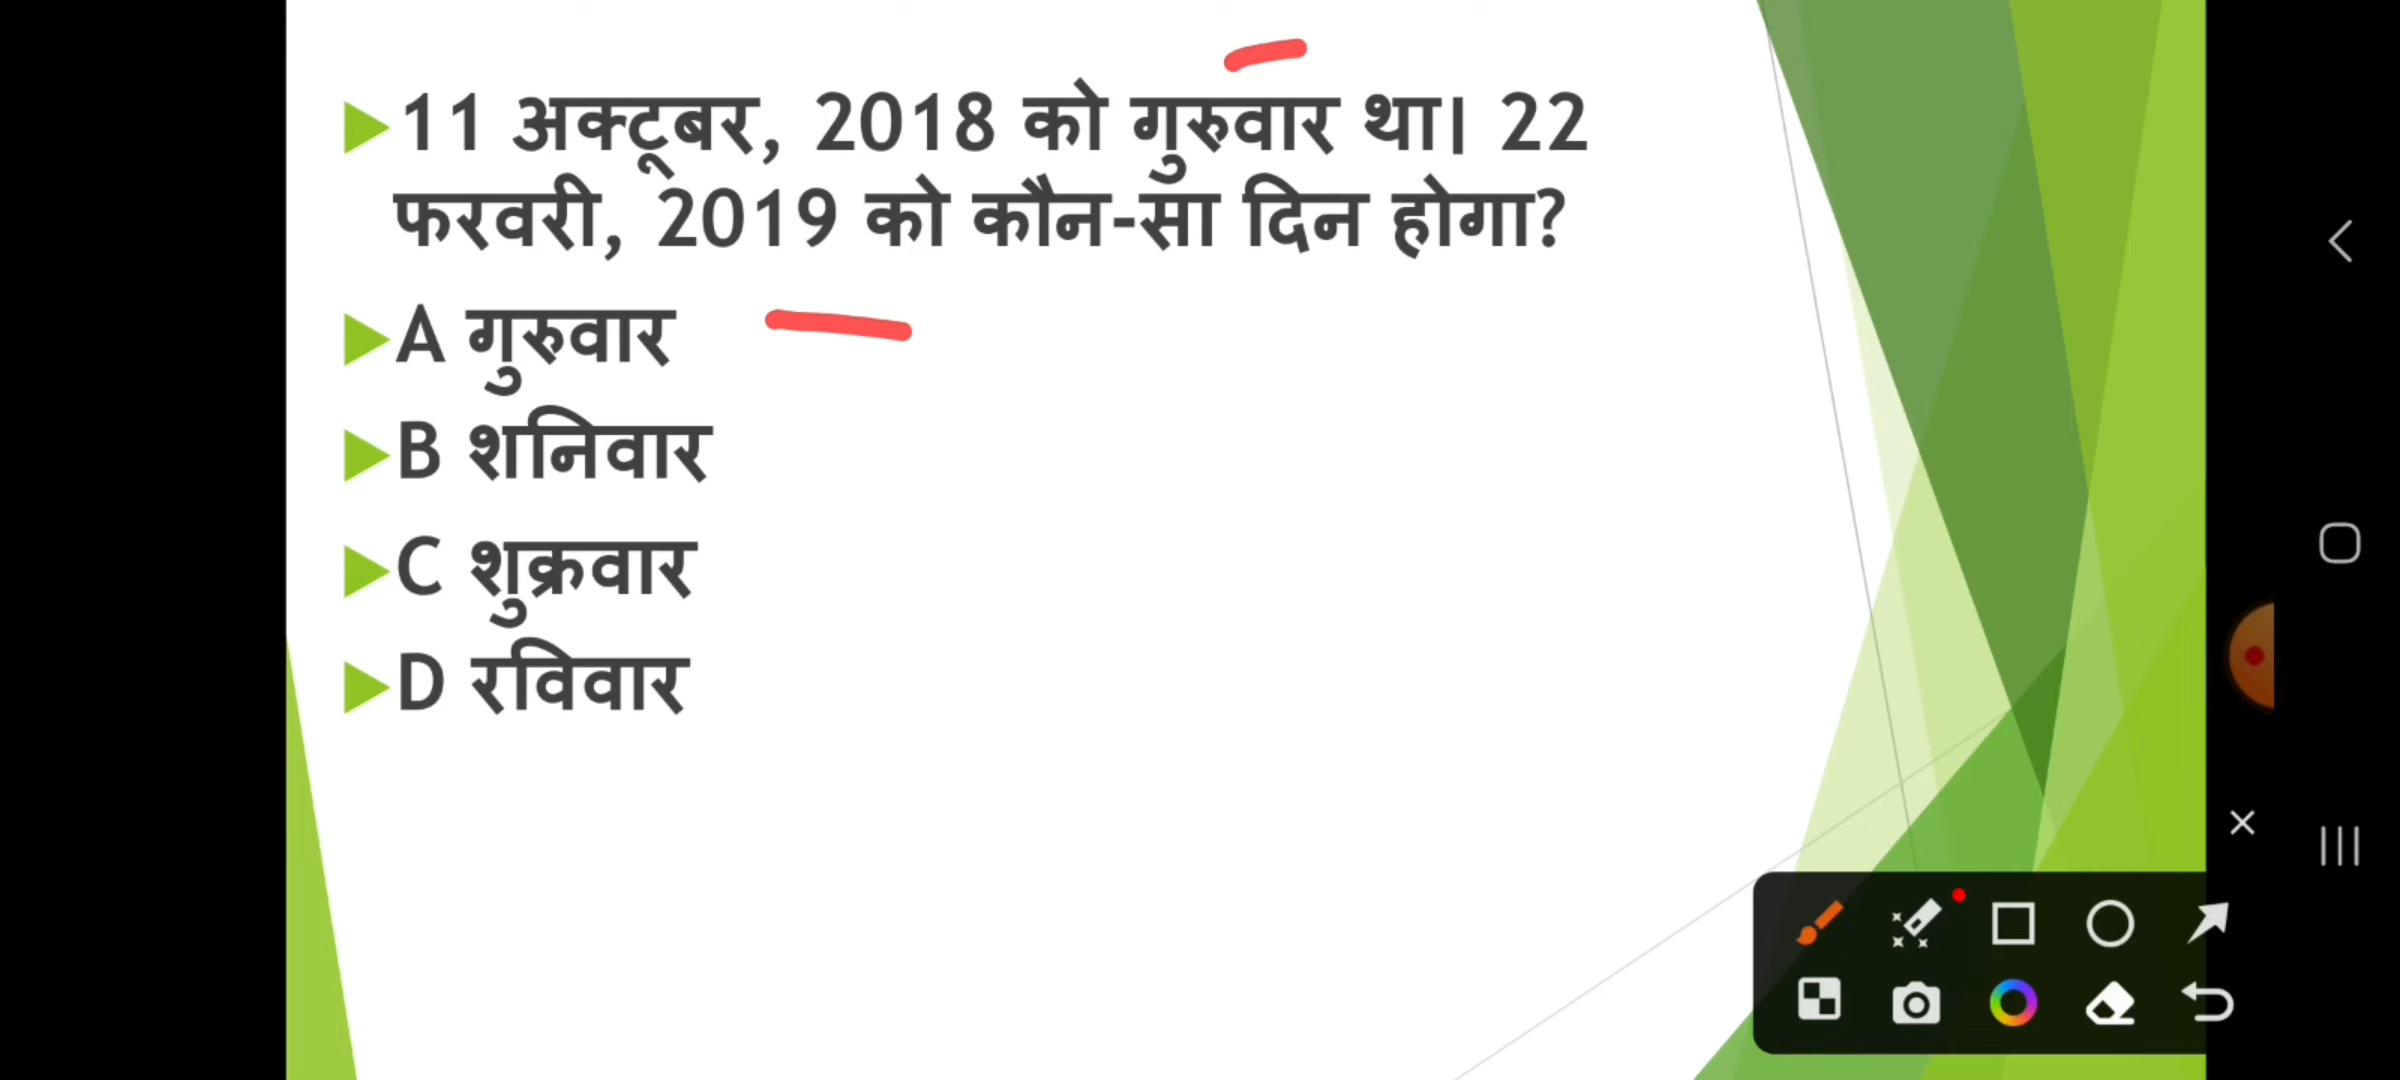 11 अक्टूबर, 2018 को गुरुवार था। 22
फरवरी, 2019 को कौन-सा दिन होगा?
A गुरुवार
B शनिवार
C शुक्रवार
D रविवार